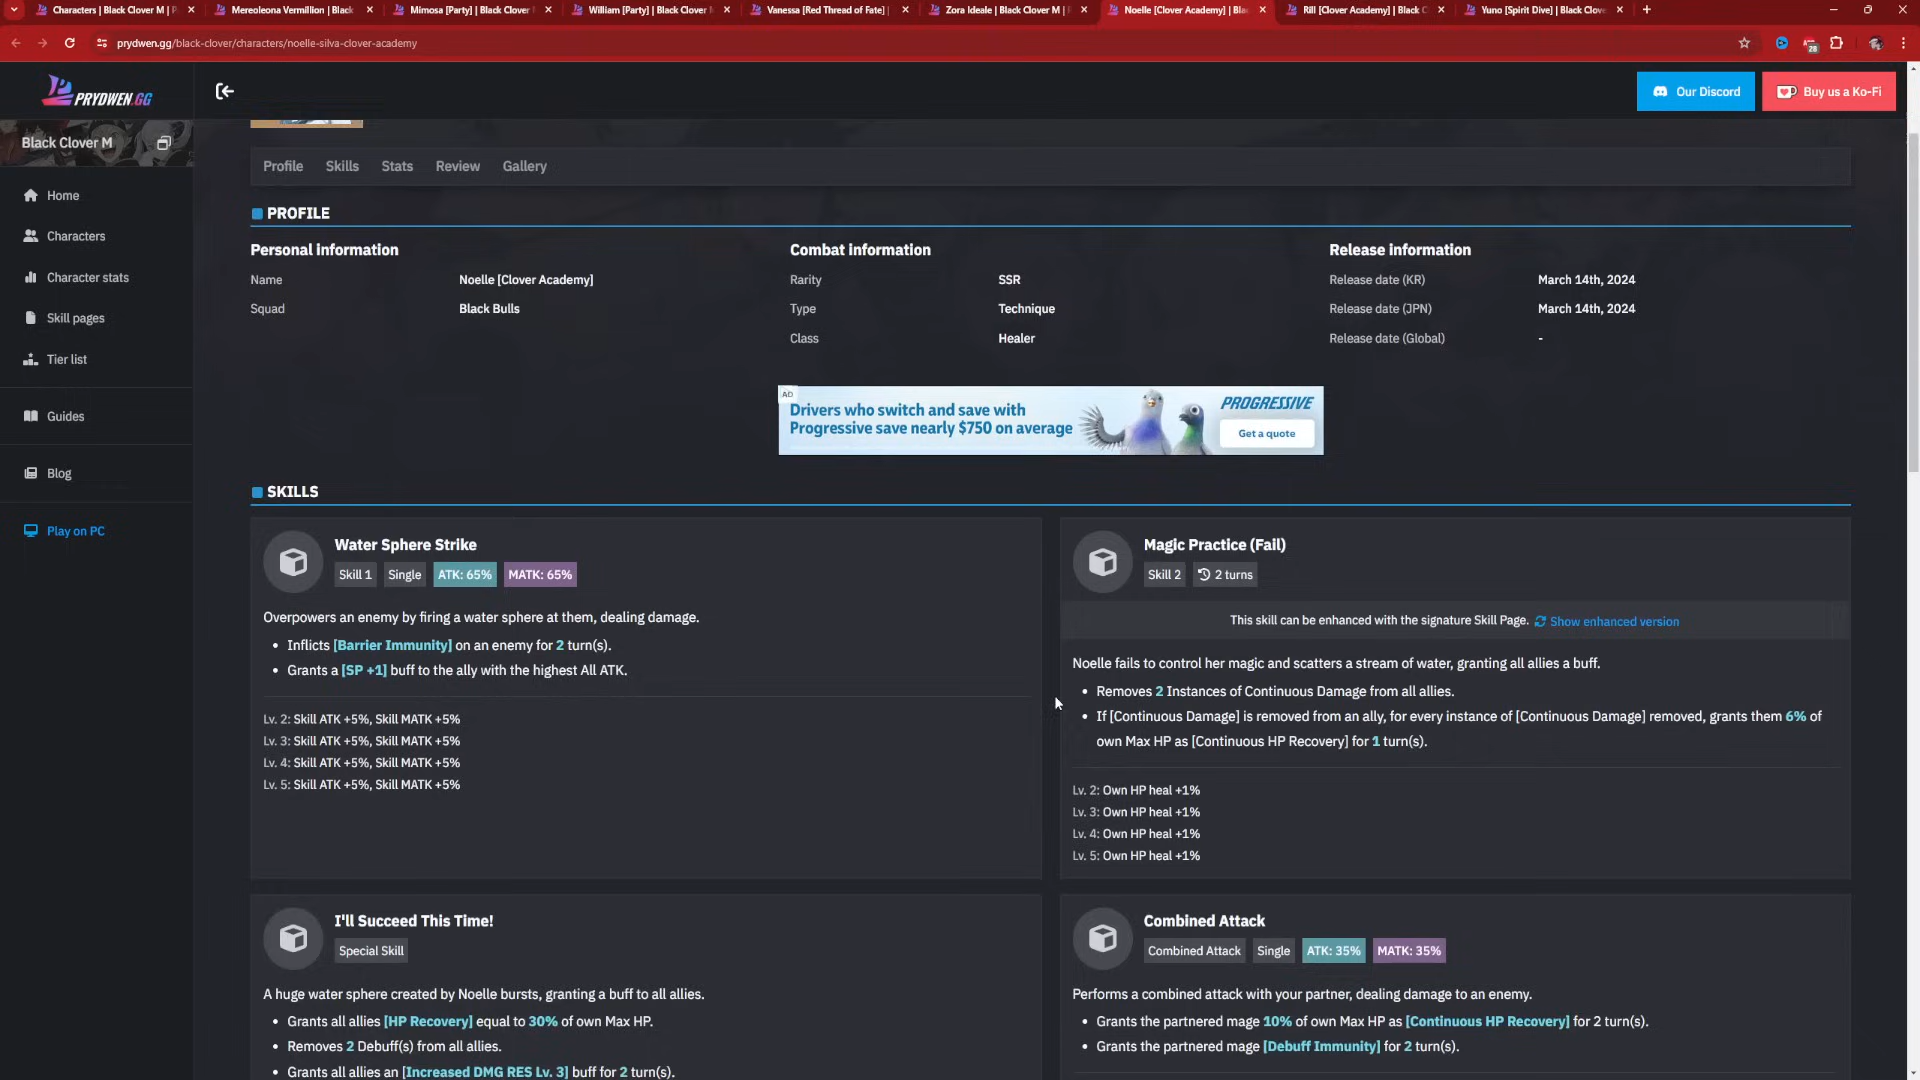 Characters | Black Clover M | P
Mereoleona Vermillion | Black
Mimosa [Party] | Black Clover
William [Party] | Black Clover
Vanessa [Red Thread of Fate] |
Zora Ideale | Black Clover M |
Noelle [Clover Academy] | Bla
Rill [Clover Academy] | Black C
Yuno [Spirit Dive] | Black Clove
prydwen.gg/black-clover/characters/noelle-silva-clover-academy
28
PRYDWEN.GG
Our Discord
Buy us a Ko-Fi
Black Clover M
Home
Characters
Character stats
Skill pages
Tier list
Guides
Blog
Play on PC
Profile Skills Stats Review Gallery
PROFILE
Personal information
Name Noelle [Clover Academy]
Squad Black Bulls
Combat information
Rarity SSR
Type Technique
Class Healer
Release information
Release date (KR) March 14th, 2024
Release date (JPN) March 14th, 2024
Release date (Global) -
AD
Drivers who switch and save with
Progressive save nearly $750 on average
PROGRESSIVE
Get a quote
SKILLS
Water Sphere Strike
Skill 1 Single ATK: 65% MATK: 65%
Overpowers an enemy by firing a water sphere at them, dealing damage.
• Inflicts [Barrier Immunity] on an enemy for 2 turn(s).
• Grants a [SP +1] buff to the ally with the highest All ATK.
Lv. 2: Skill ATK +5%, Skill MATK +5%
Lv. 3: Skill ATK +5%, Skill MATK +5%
Lv. 4: Skill ATK +5%, Skill MATK +5%
Lv. 5: Skill ATK +5%, Skill MATK +5%
Magic Practice (Fail)
Skill 2 2 turns
This skill can be enhanced with the signature Skill Page. Show enhanced version
Noelle fails to control her magic and scatters a stream of water, granting all allies a buff.
• Removes 2 Instances of Continuous Damage from all allies.
• If [Continuous Damage] is removed from an ally, for every instance of [Continuous Damage] removed, grants them 6% of
own Max HP as [Continuous HP Recovery] for 1 turn(s).
Lv. 2: Own HP heal +1%
Lv. 3: Own HP heal +1%
Lv. 4: Own HP heal +1%
Lv. 5: Own HP heal +1%
I'll Succeed This Time!
Special Skill
A huge water sphere created by Noelle bursts, granting a buff to all allies.
• Grants all allies [HP Recovery] equal to 30% of own Max HP.
• Removes 2 Debuff(s) from all allies.
• Grants all allies an [Increased DMG RES Lv. 3] buff for 2 turn(s).
Combined Attack
Combined Attack Single ATK: 35% MATK: 35%
Performs a combined attack with your partner, dealing damage to an enemy.
• Grants the partnered mage 10% of own Max HP as [Continuous HP Recovery] for 2 turn(s).
• Grants the partnered mage [Debuff Immunity] for 2 turn(s).